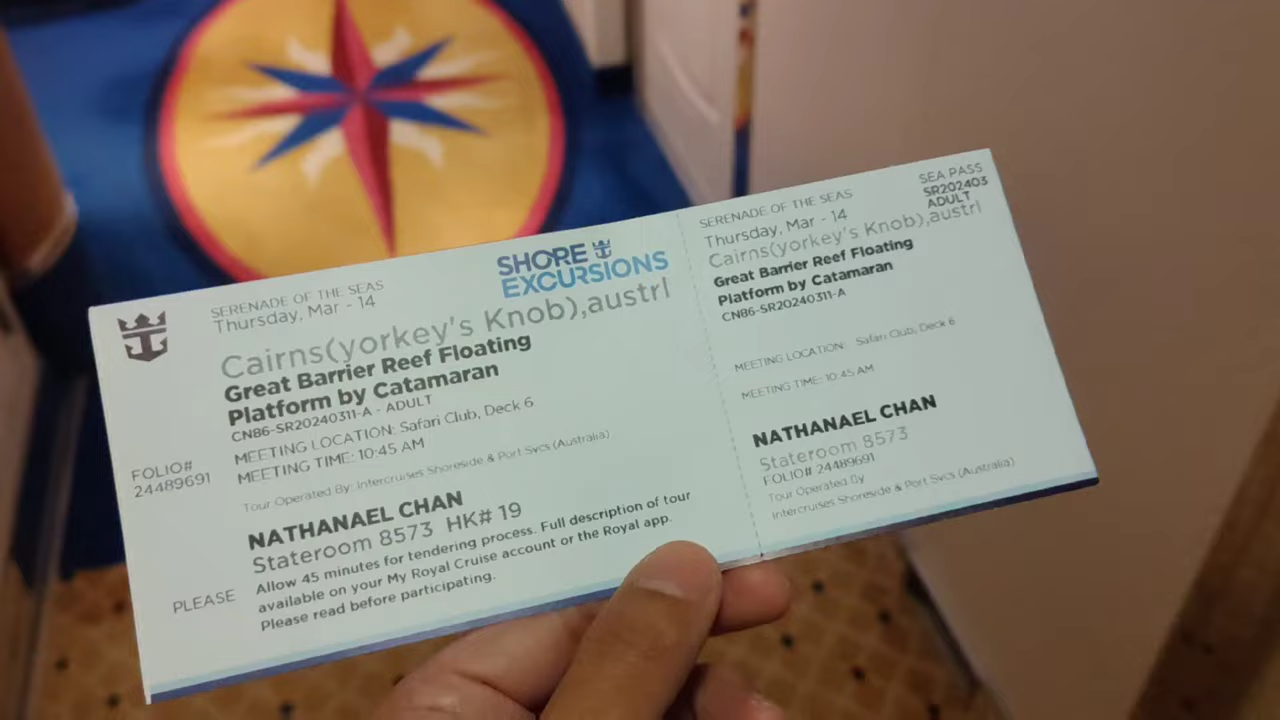 SERENADE OF THE SEAS
Thursday, Mar - 14
SHORE
EXCURSIONS
Cairns(yorkey's Knob),austrl
Great Barrier Reef Floating
Platform by Catamaran
CN86-SR20240311-A - ADULT
MEETING LOCATION: Safari Club, Deck 6
MEETING TIME: 10:45 AM
FOLIO#
24489691
Tour Operated By: Intercruises Shoreside & Port Svcs (Australia)
NATHANAEL CHAN
Stateroom 8573 HK# 19
PLEASE
Allow 45 minutes for tendering process. Full description of tour
available on your My Royal Cruise account or the Royal app.
Please read before participating.
SERENADE OF THE SEAS
Thursday, Mar - 14
SEA PASS
SR202403
ADULT
Cairns(yorkey's Knob),austrl
Great Barrier Reef Floating
Platform by Catamaran
CN86-SR20240311-A
MEETING LOCATION: Safari Club, Deck 6
MEETING TIME: 10:45 AM
NATHANAEL CHAN
Stateroom 8573
FOLIO# 24489691
Tour Operated By
Intercruises Shoreside & Port Svcs (Australia)